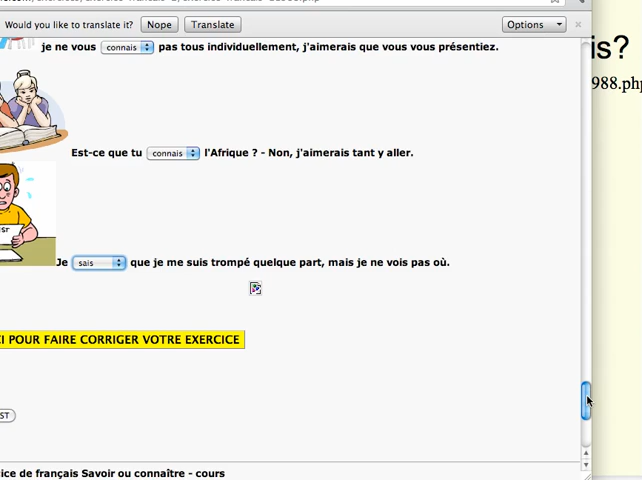 Would you like to translate it? Nope Translate Options
is?
je ne vous connais pas tous individuellement, j'aimerais que vous vous présentiez.
988.php
Est-ce que tu connais l'Afrique ? - Non, j'aimerais tant y aller.
Je sais que je me suis trompé quelque part, mais je ne vois pas où.
CI POUR FAIRE CORRIGER VOTRE EXERCICE
ST
ice de français Savoir ou connaître - cours